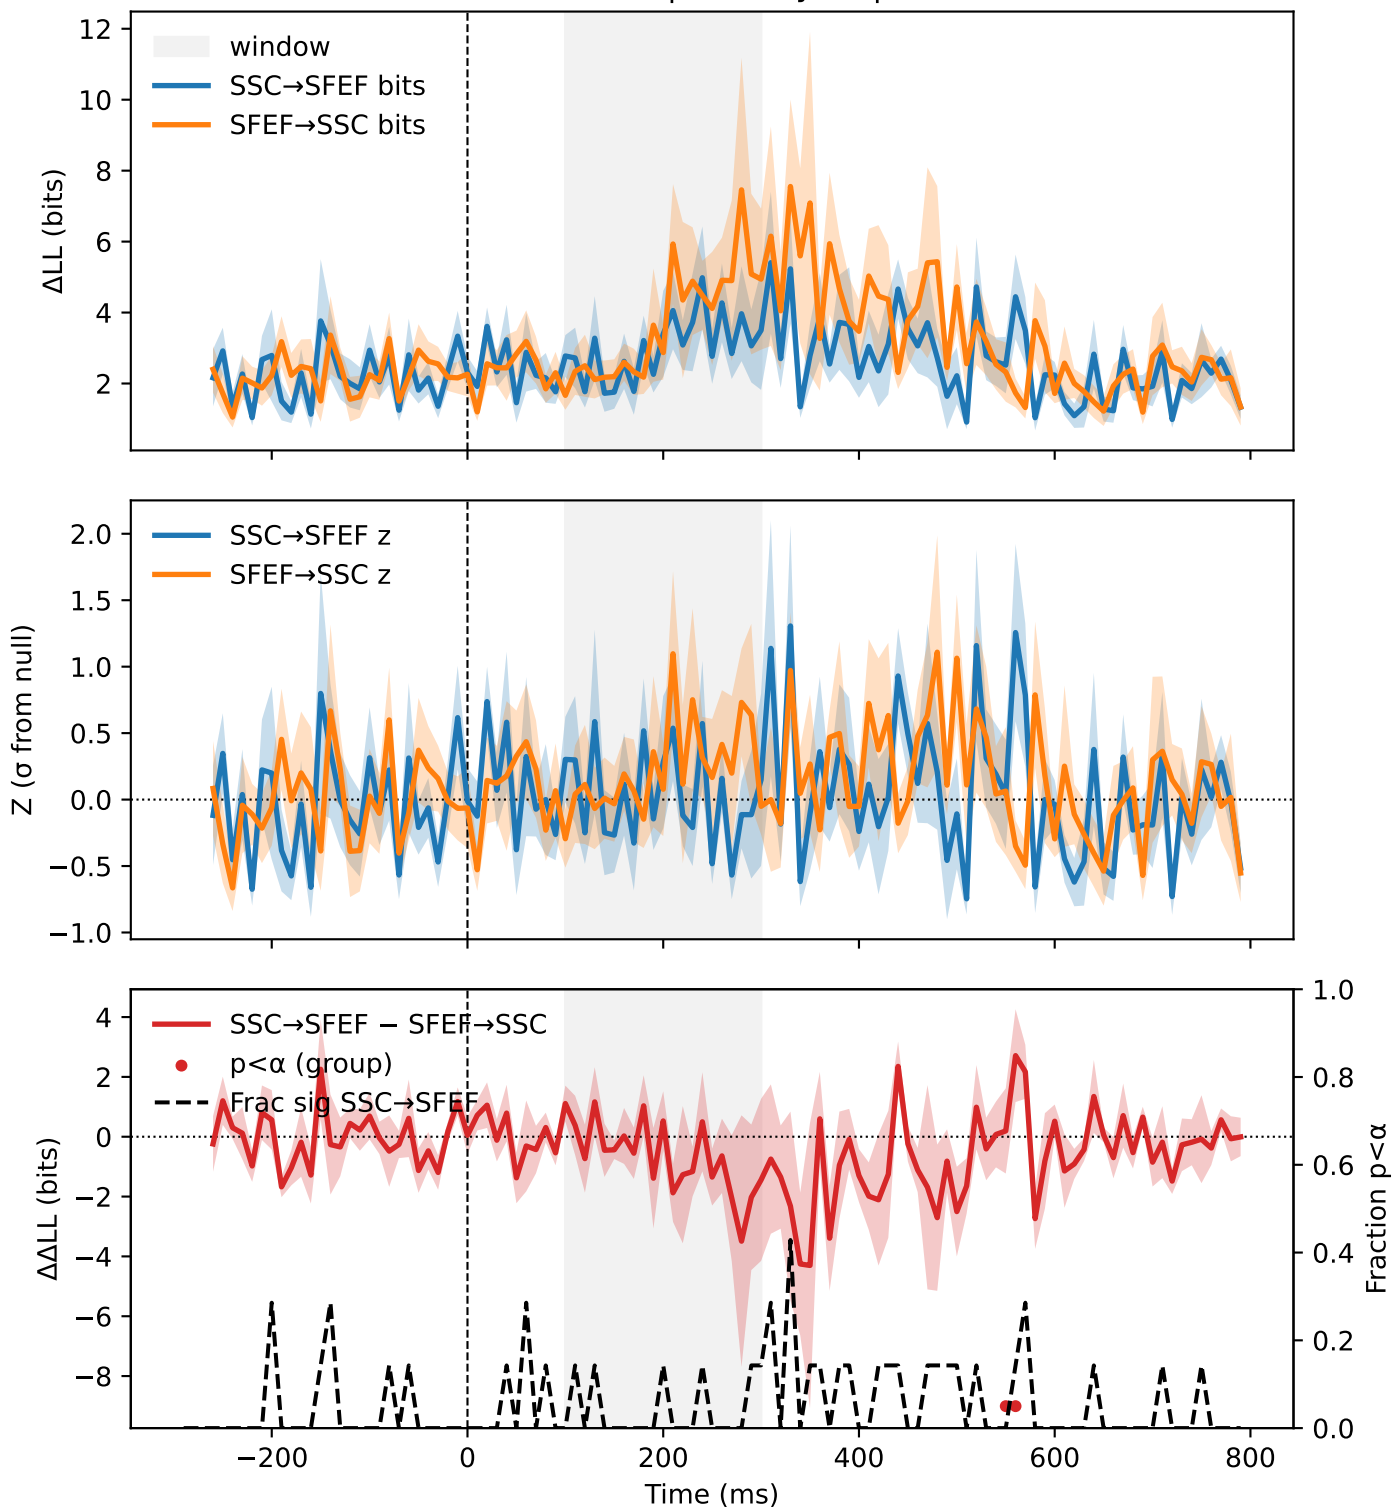 12
10
8
6
4
2
ΔLL (bits)
window
SSC→SFEF bits
SFEF→SSC bits
2.0
1.5
1.0
0.5
0.0
−0.5
−1.0
Z (σ from null)
SSC→SFEF z
SFEF→SSC z
4
2
0
−2
−4
−6
−8
ΔΔLL (bits)
SSC→SFEF − SFEF→SSC
p<α (group)
Frac sig SSC→SFEF
1.0
0.8
0.6
0.4
0.2
0.0
Fraction p<α
−200
0
200
400
600
800
Time (ms)